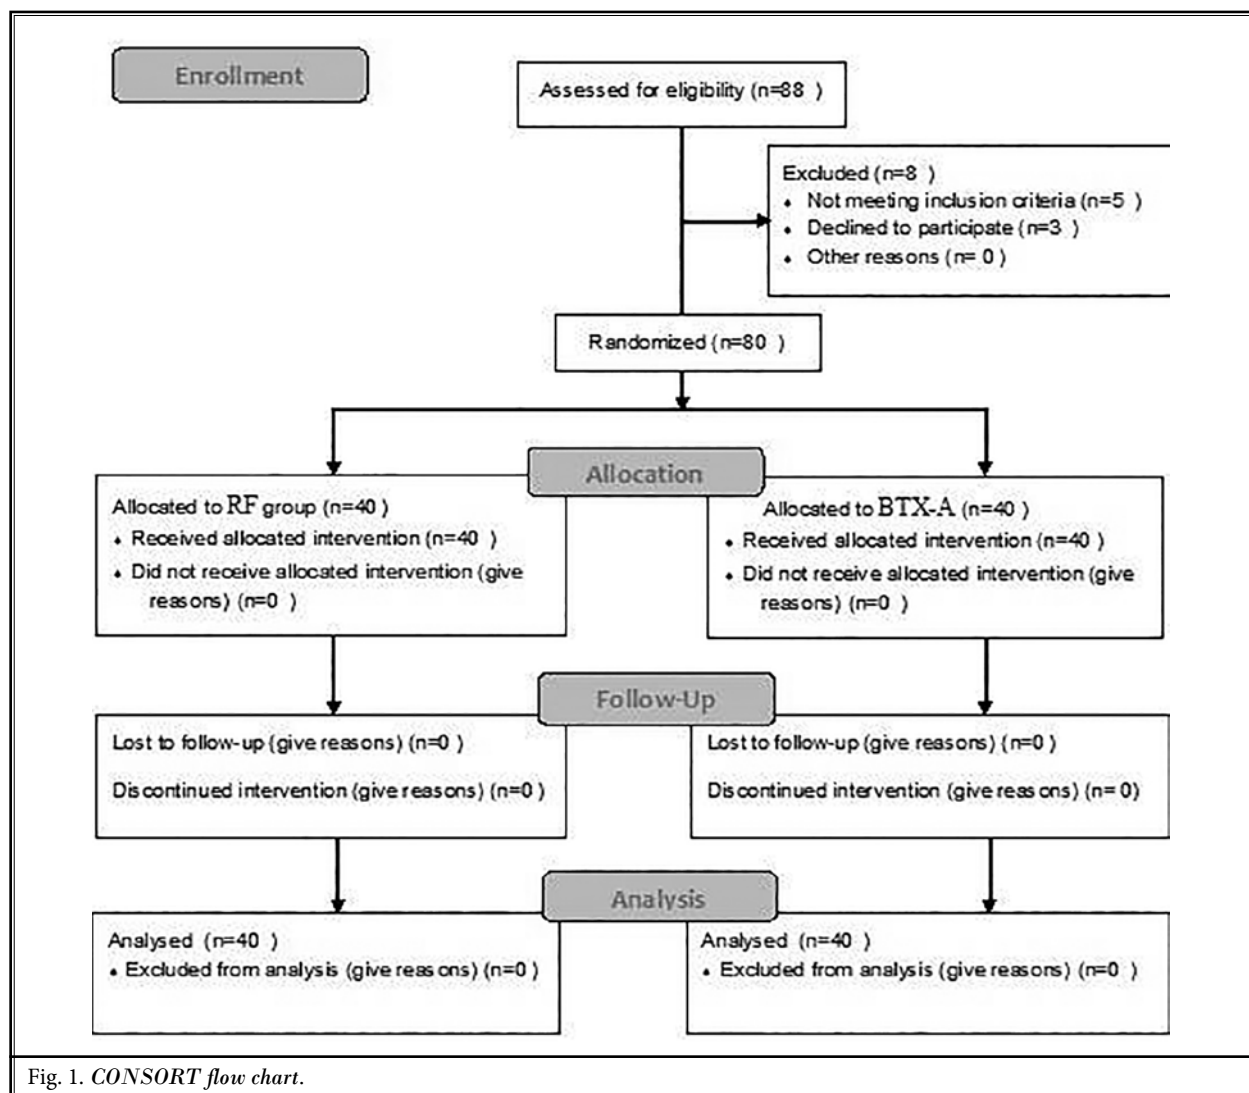 Enrollment
Assessed for eligibility (n=88 )
Excluded (n=8 )
⬧ Not meeting inclusion criteria (n=5 )
⬧ Declined to participate (n=3 )
⬧ Other reasons (n= 0 )
Randomized (n=80 )
Allocation
Allocated to RF group (n=40 )
⬧ Received allocated intervention (n=40 )
⬧ Did not receive allocated intervention (give
reasons) (n=0 )
Allocated to BTX-A (n=40 )
⬧ Received allocated intervention (n=40 )
⬧ Did not receive allocated intervention (give
reasons) (n=0 )
Follow-Up
Lost to follow-up (give reasons) (n=0 )
Discontinued intervention (give reasons) (n=0 )
Lost to follow-up (give reasons) (n=0 )
Discontinued intervention (give reasons) (n= 0)
Analysis
Analysed (n=40 )
⬧ Excluded from analysis (give reasons) (n=0 )
Analysed (n=40 )
⬧ Excluded from analysis (give reasons) (n=0 )
Fig. 1. CONSORT flow chart.